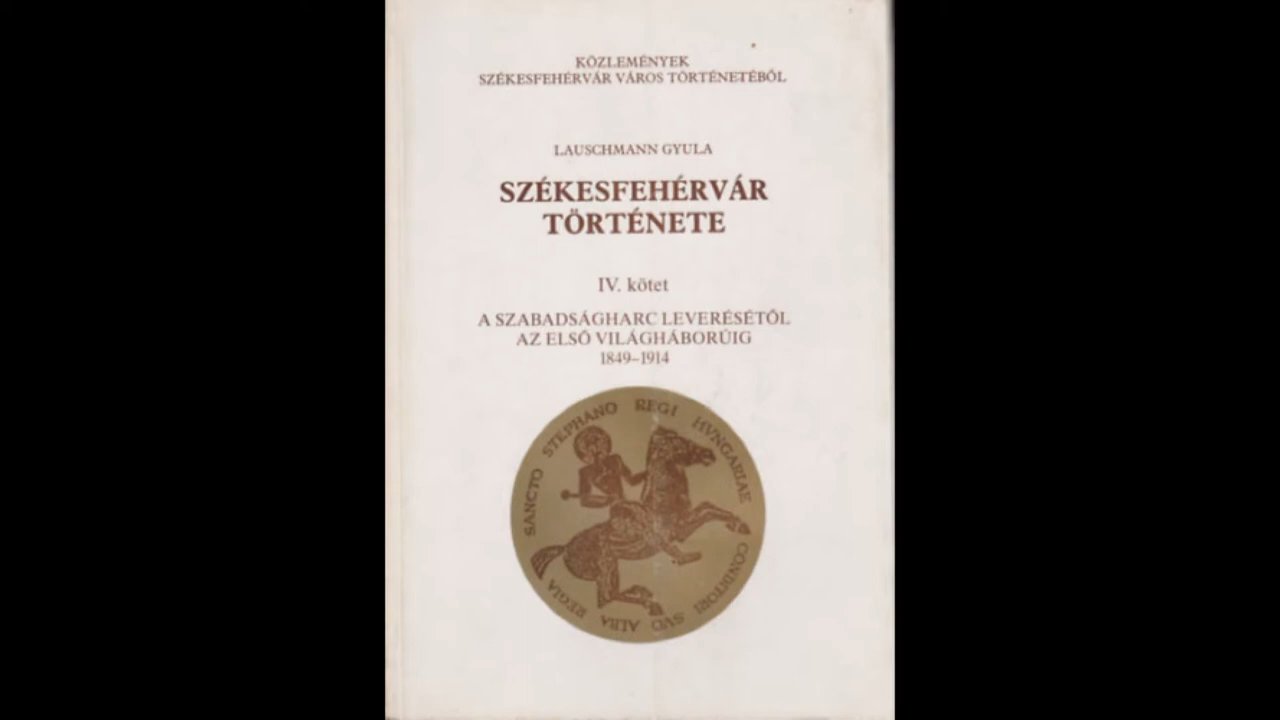 KÖZLEMÉNYEK
SZÉKESFEHÉRVÁR VÁROS TÖRTÉNETÉBŐL
LAUSCHMANN GYULA
SZÉKESFEHÉRVÁR
TÖRTÉNETE
IV. kötet
A SZABADSÁGHARC LEVERÉSÉTŐL
AZ ELSŐ VILÁGHÁBORÚIG
1849–1914
SANCTO STEPHANO REGI HVNGARIAE CONDITORI SVO ALBA REGIA